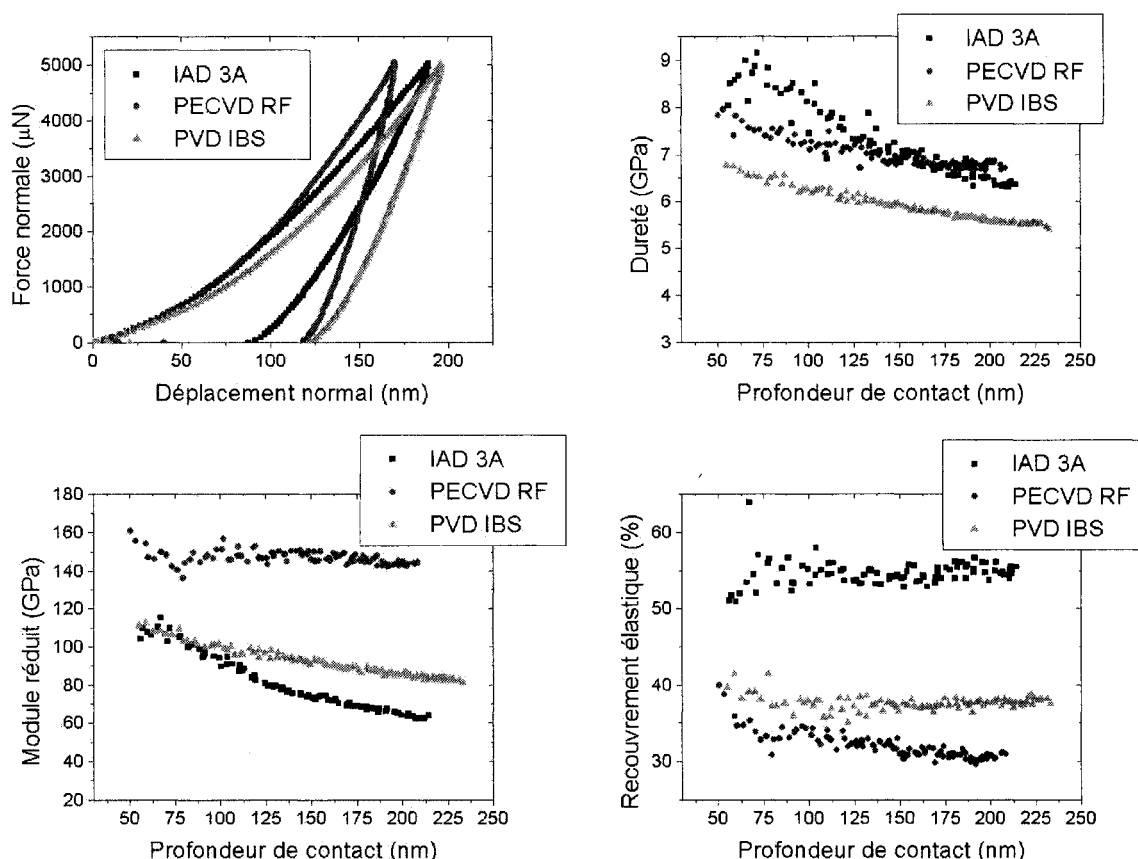 IAD 3A
PECVD RF
PVD IBS
5000
4000
3000
2000
1000
0
Force normale (µN)
0 50 100 150 200
Déplacement normal (nm)
IAD 3A
PECVD RF
PVD IBS
9
8
7
6
5
4
3
Dureté (GPa)
50 75 100 125 150 175 200 225 250
Profondeur de contact (nm)
IAD 3A
PECVD RF
PVD IBS
180
160
140
120
100
80
60
40
20
Module réduit (GPa)
50 75 100 125 150 175 200 225 250
Profondeur de contact (nm)
IAD 3A
PECVD RF
PVD IBS
60
50
40
30
Recouvrement élastique (%)
50 75 100 125 150 175 200 225 250
Profondeur de contact (nm)